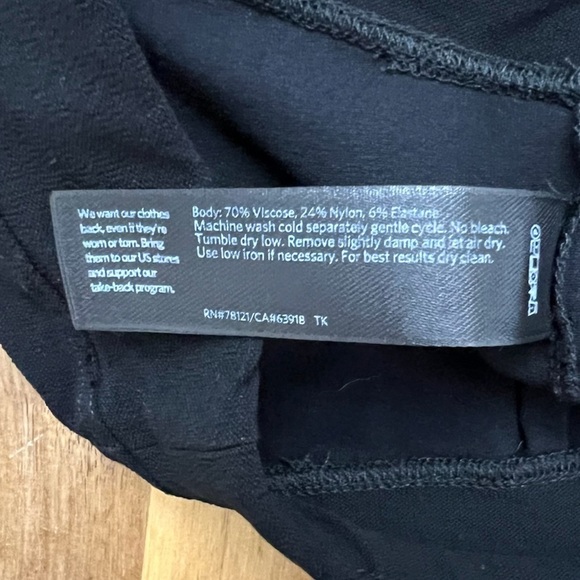 We want our clothes
back, even if they're
worn or torn. Bring
them to our US stores
and support our
take-back program.
Body: 70% Viscose, 24% Nylon, 6% Elastane
Machine wash cold separately gentle cycle. No bleach.
Tumble dry low. Remove slightly damp and let air dry.
Use low iron if necessary. For best results dry clean.
RN#78121/CA#63918 TK